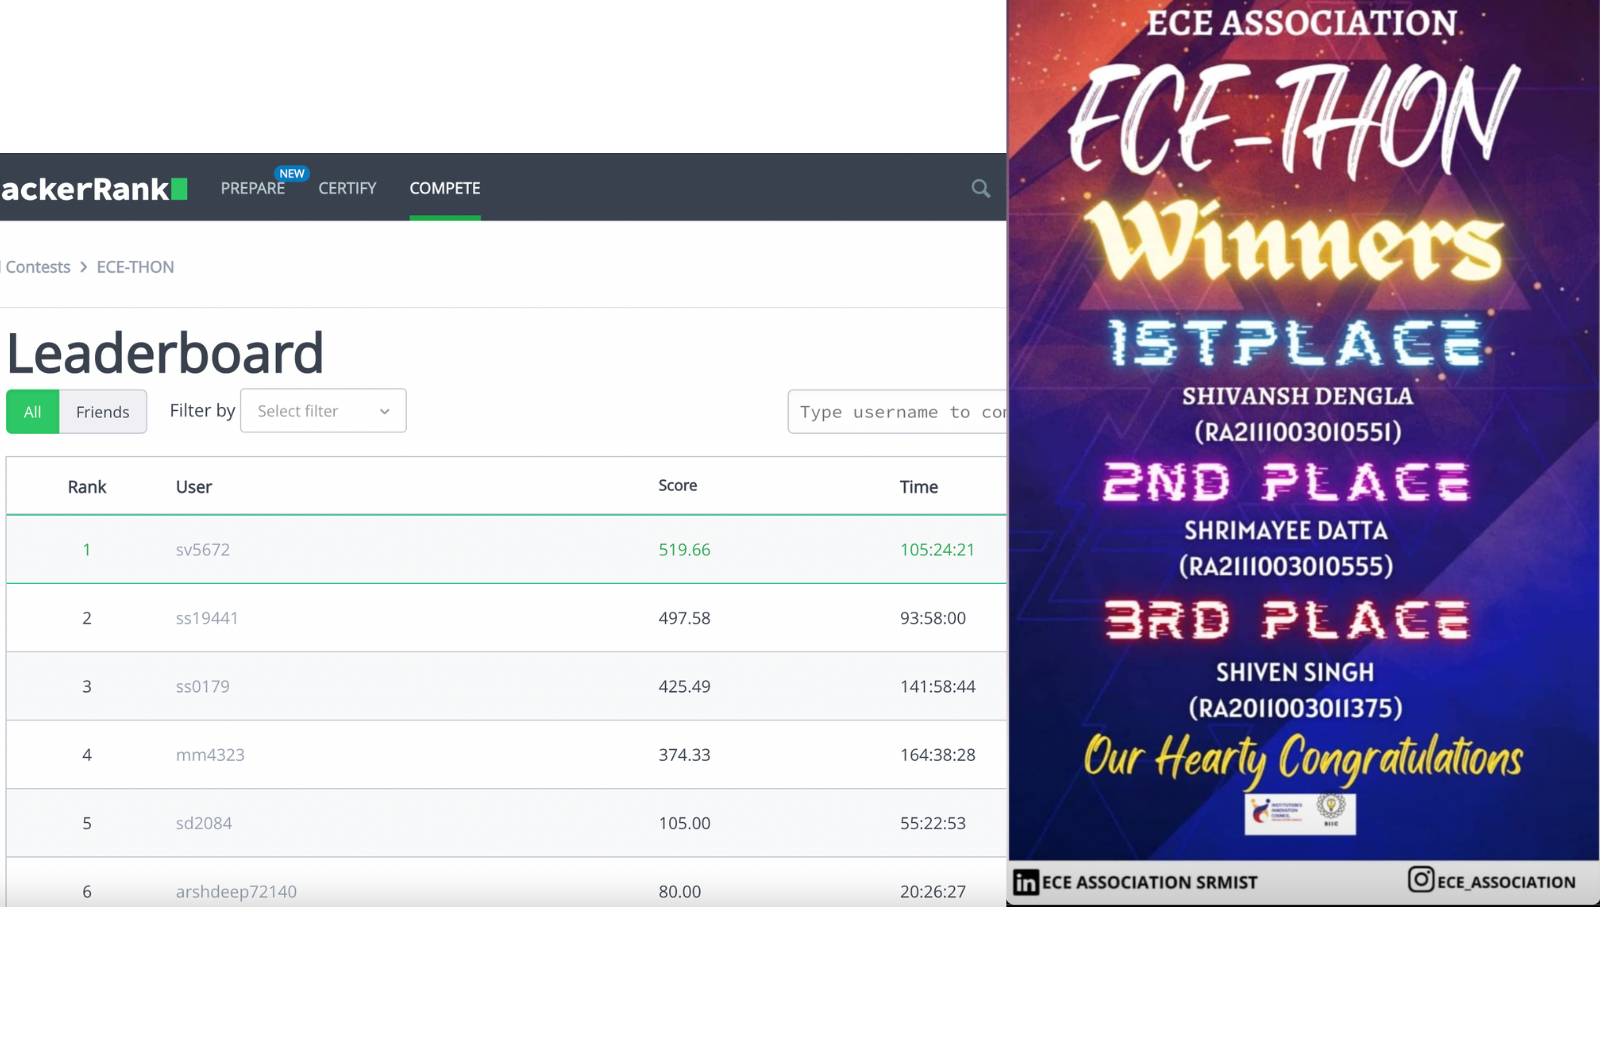 ackerRank
PREPARE
NEW
CERTIFY
COMPETE
Contests > ECE-THON
Leaderboard
All
Friends
Filter by
Select filter
Type username to co
Rank User Score Time
1 sv5672 519.66 105:24:21
2 ss19441 497.58 93:58:00
3 ss0179 425.49 141:58:44
4 mm4323 374.33 164:38:28
5 sd2084 105.00 55:22:53
6 arshdeep72140 80.00 20:26:27
ECE ASSOCIATION
ECE-THON
Winners
1STPLACE
SHIVANSH DENGLA
(RA2111003010551)
2ND PLACE
SHRIMAYEE DATTA
(RA2111003010555)
3RD PLACE
SHIVEN SINGH
(RA2011003011375)
Our Hearty Congratulations
INSTITUTION'S
INNOVATION
COUNCIL
in ECE ASSOCIATION SRMIST
ECE_ASSOCIATION